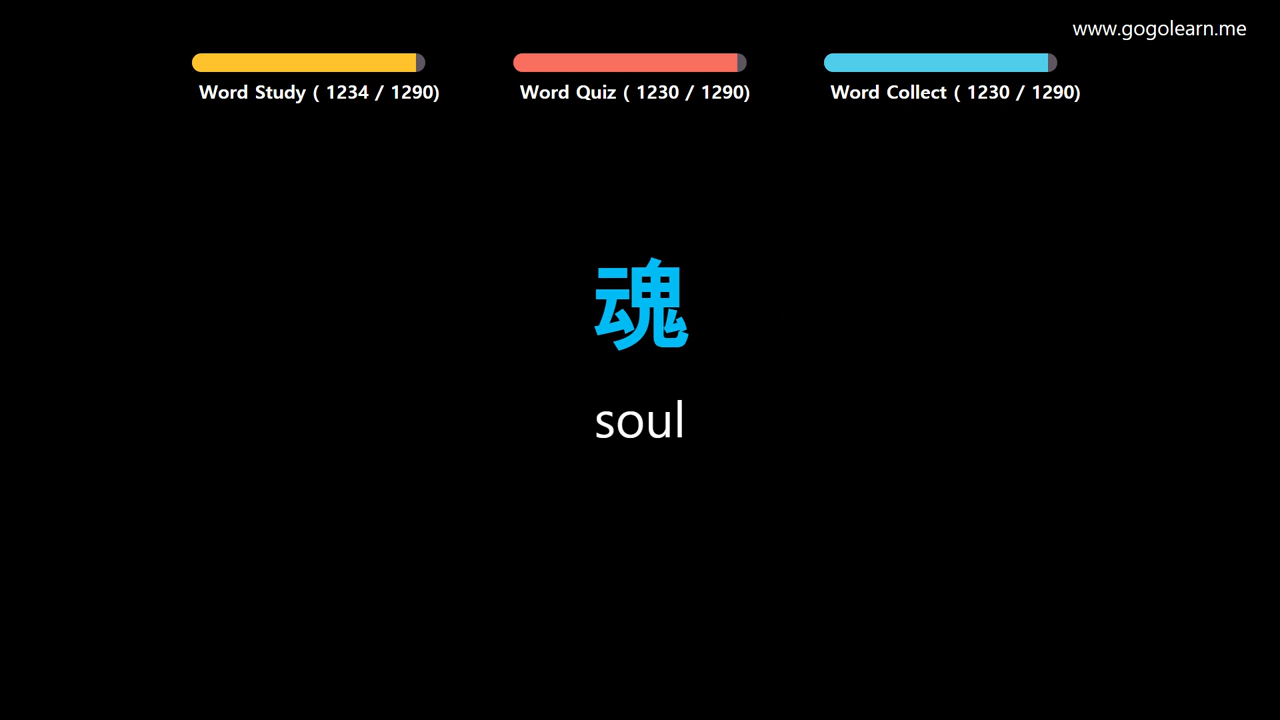 www.gogolearn.me
Word Study ( 1234 / 1290)
Word Quiz ( 1230 / 1290)
Word Collect ( 1230 / 1290)
魂
soul